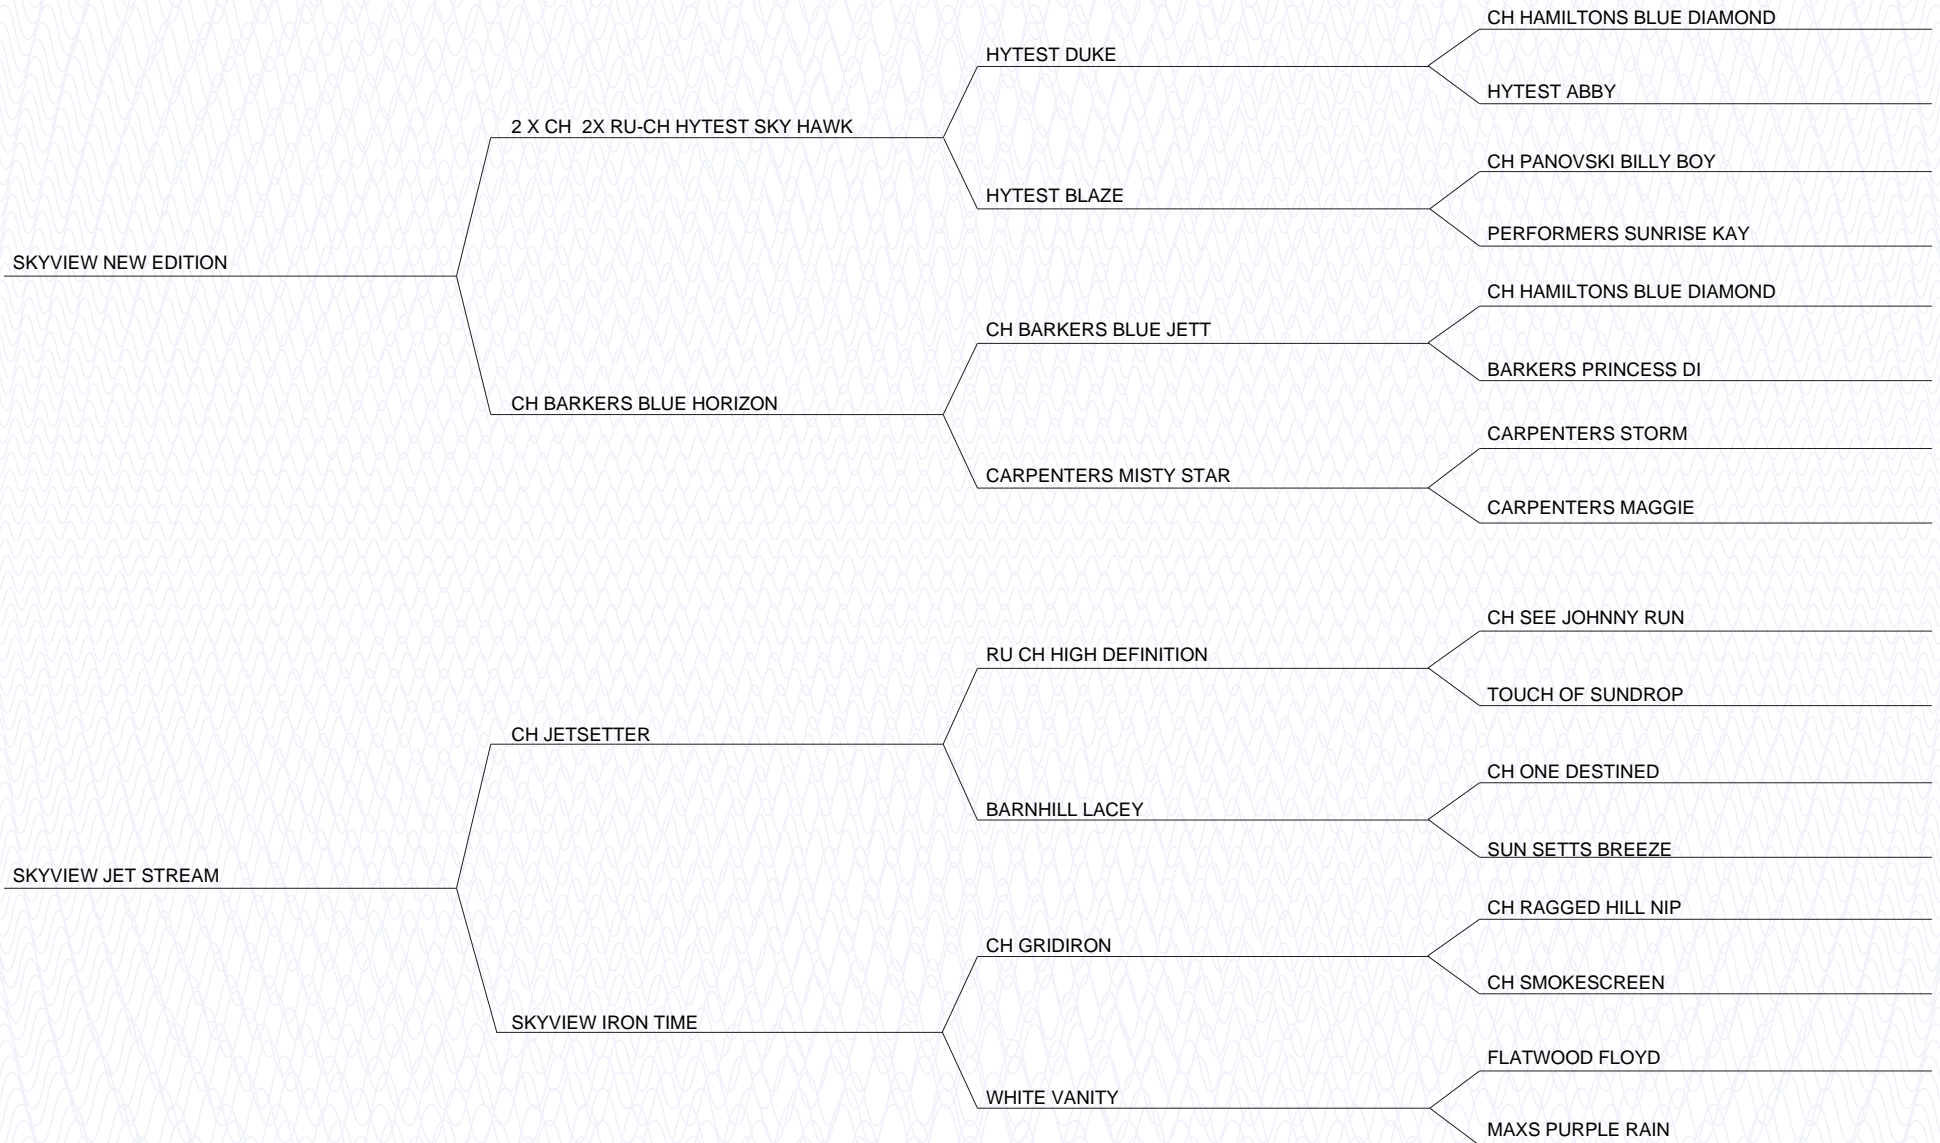 CH HAMILTONS BLUE DIAMOND
HYTEST DUKE
HYTEST ABBY
2 X CH  2X RU-CH HYTEST SKY HAWK
CH PANOVSKI BILLY BOY
HYTEST BLAZE
PERFORMERS SUNRISE KAY
SKYVIEW NEW EDITION
CH HAMILTONS BLUE DIAMOND
CH BARKERS BLUE JETT
BARKERS PRINCESS DI
CH BARKERS BLUE HORIZON
CARPENTERS STORM
CARPENTERS MISTY STAR
CARPENTERS MAGGIE
CH SEE JOHNNY RUN
RU CH HIGH DEFINITION
TOUCH OF SUNDROP
CH JETSETTER
CH ONE DESTINED
BARNHILL LACEY
SUN SETTS BREEZE
SKYVIEW JET STREAM
CH RAGGED HILL NIP
CH GRIDIRON
CH SMOKESCREEN
SKYVIEW IRON TIME
FLATWOOD FLOYD
WHITE VANITY
MAXS PURPLE RAIN